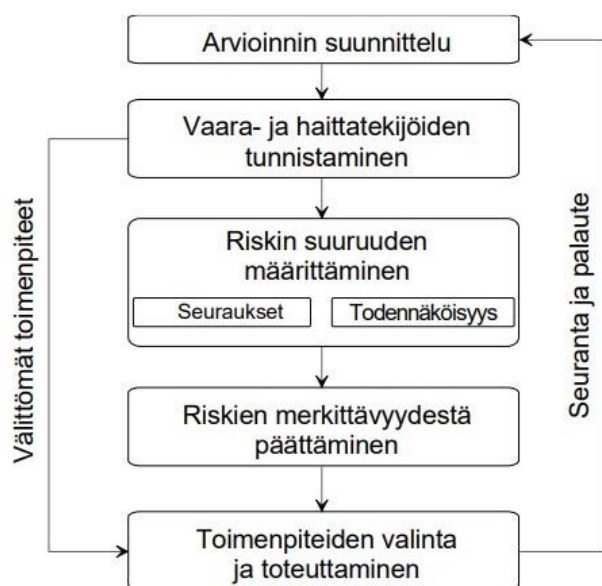 Arvioinnin suunnittelu
Vaara- ja haittatekijöiden
tunnistaminen
Riskin suuruuden
määrittäminen
Seuraukset
Todennäköisyys
Riskien merkittävyydestä
päättäminen
Toimenpiteiden valinta
ja toteuttaminen
Välittömät toimenpiteet
Seuranta ja palaute